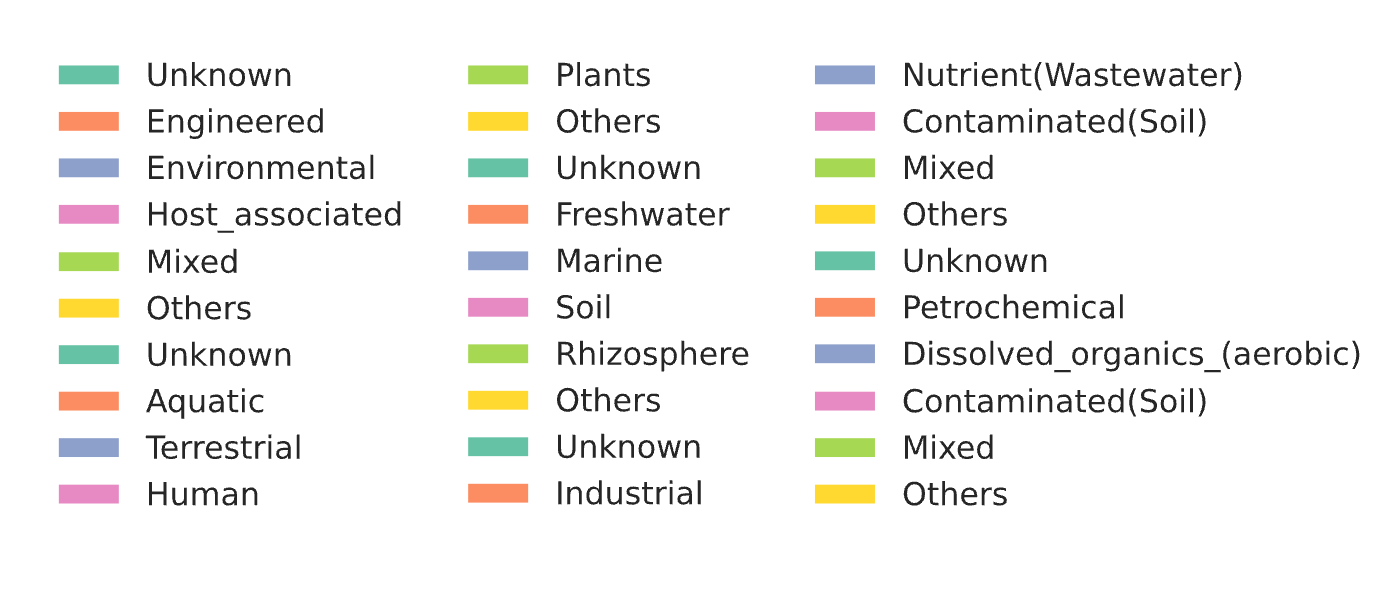 Unknown
Engineered
Environmental
Host_associated
Mixed
Others
Unknown
Aquatic
Terrestrial
Human
Plants
Others
Unknown
Freshwater
Marine
Soil
Rhizosphere
Others
Unknown
Industrial
Nutrient(Wastewater)
Contaminated(Soil)
Mixed
Others
Unknown
Petrochemical
Dissolved_organics_(aerobic)
Contaminated(Soil)
Mixed
Others